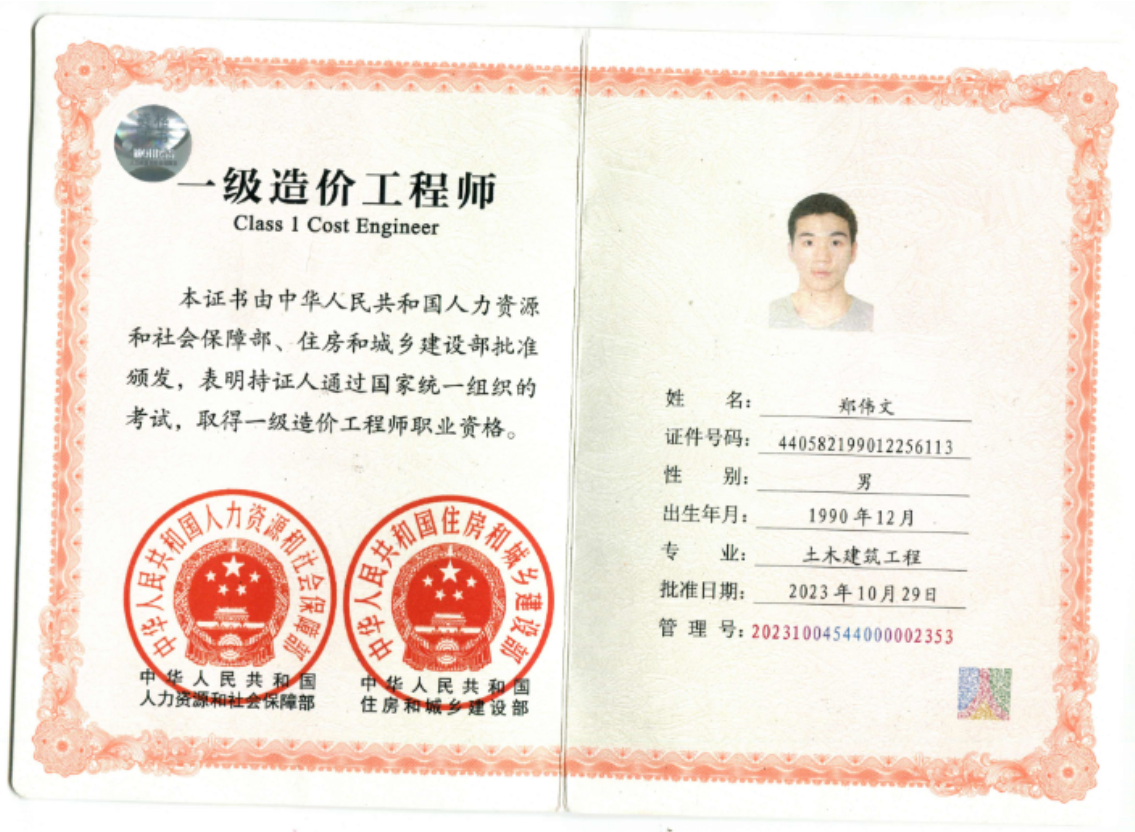 一级造价工程师
Class 1 Cost Engineer
本证书由中华人民共和国人力资源
和社会保障部、住房和城乡建设部批准
颁发，表明持证人通过国家统一组织的
考试，取得一级造价工程师职业资格。
中华人民共和国人力资源和社会保障部
中华人民共和国住房和城乡建设部
中华人民共和国
人力资源和社会保障部
中华人民共和国
住房和城乡建设部
姓名：郑伟文
证件号码：440582199012256113
性别：男
出生年月：1990年12月
专业：土木建筑工程
批准日期：2023年10月29日
管理号：20231004544000002353